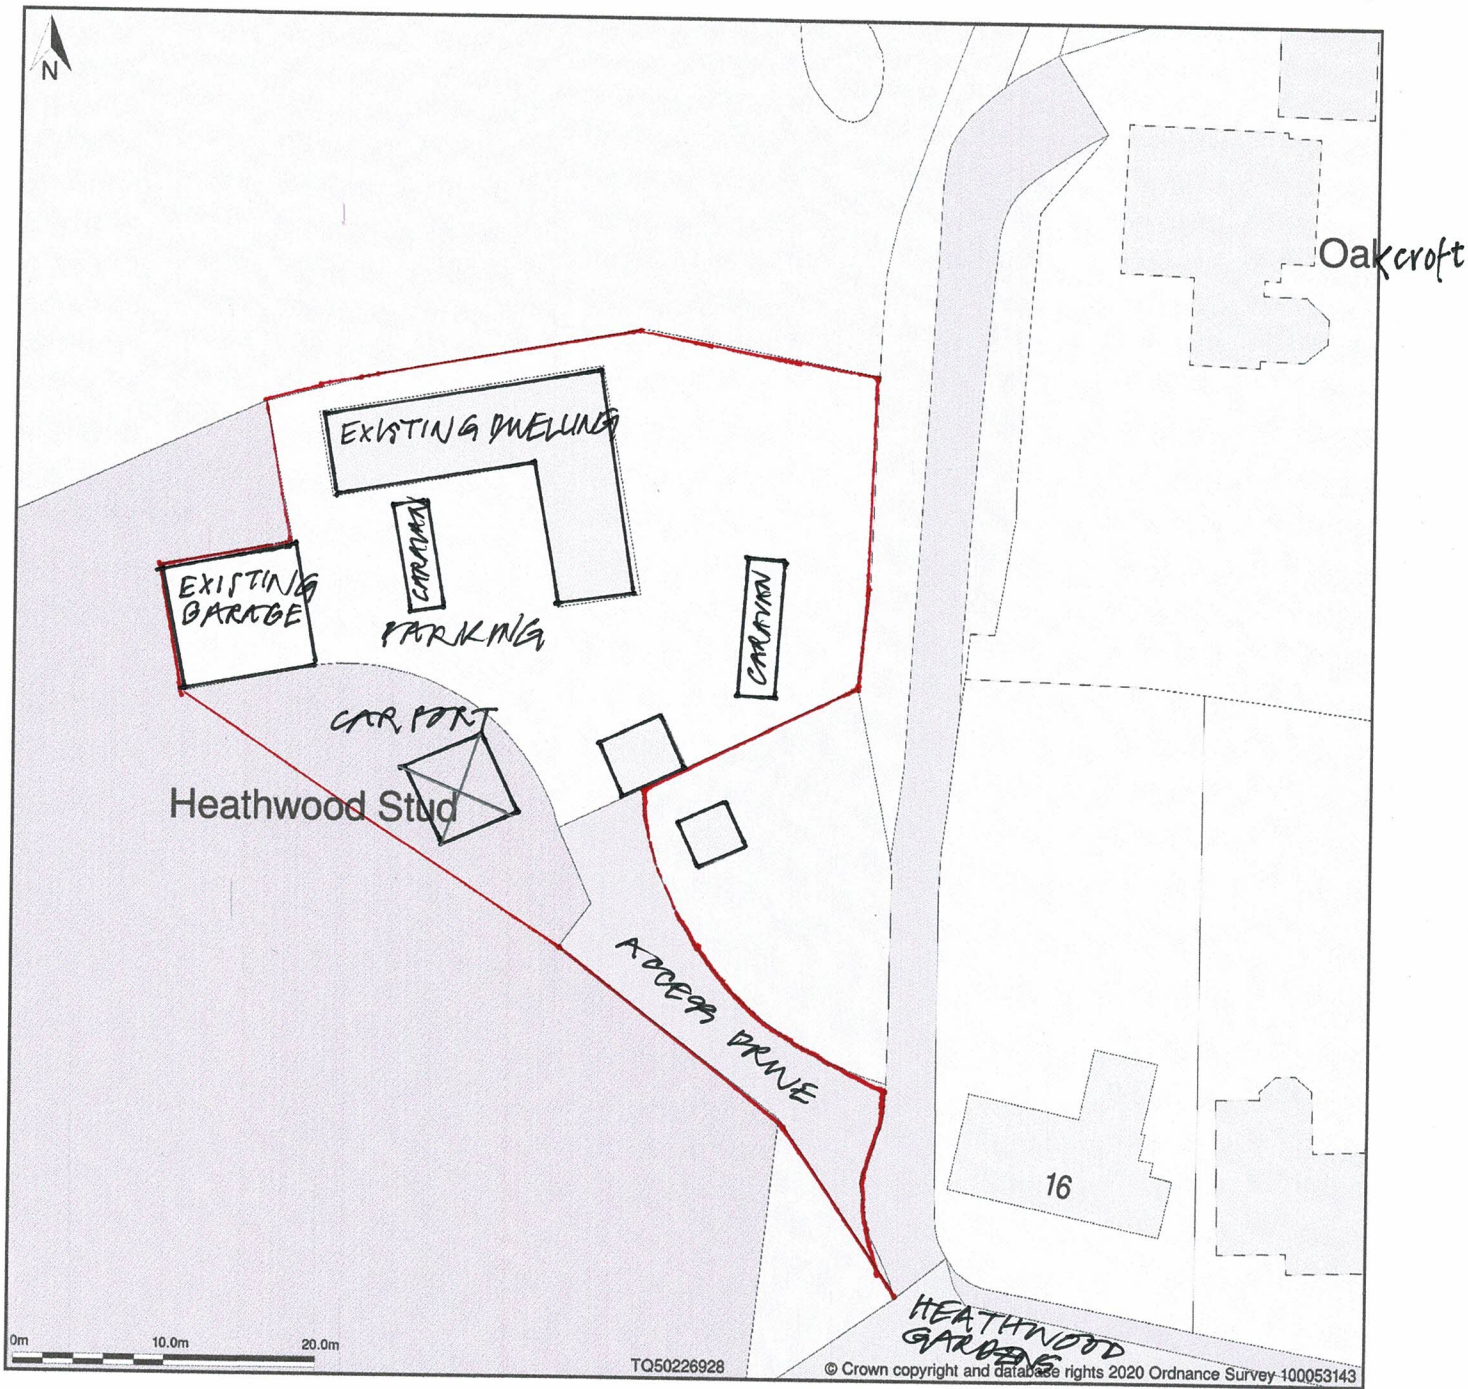 N
Oakcroft
EXISTING DWELLING
CARAVAN
EXISTING
GARAGE
CARAVAN
PARKING
CAR PORT
Heathwood Stud
ACCESS DRIVE
16
HEATHWOOD
GARDENS
0m 10.0m 20.0m
TQ50226928
© Crown copyright and database rights 2020 Ordnance Survey 100053143